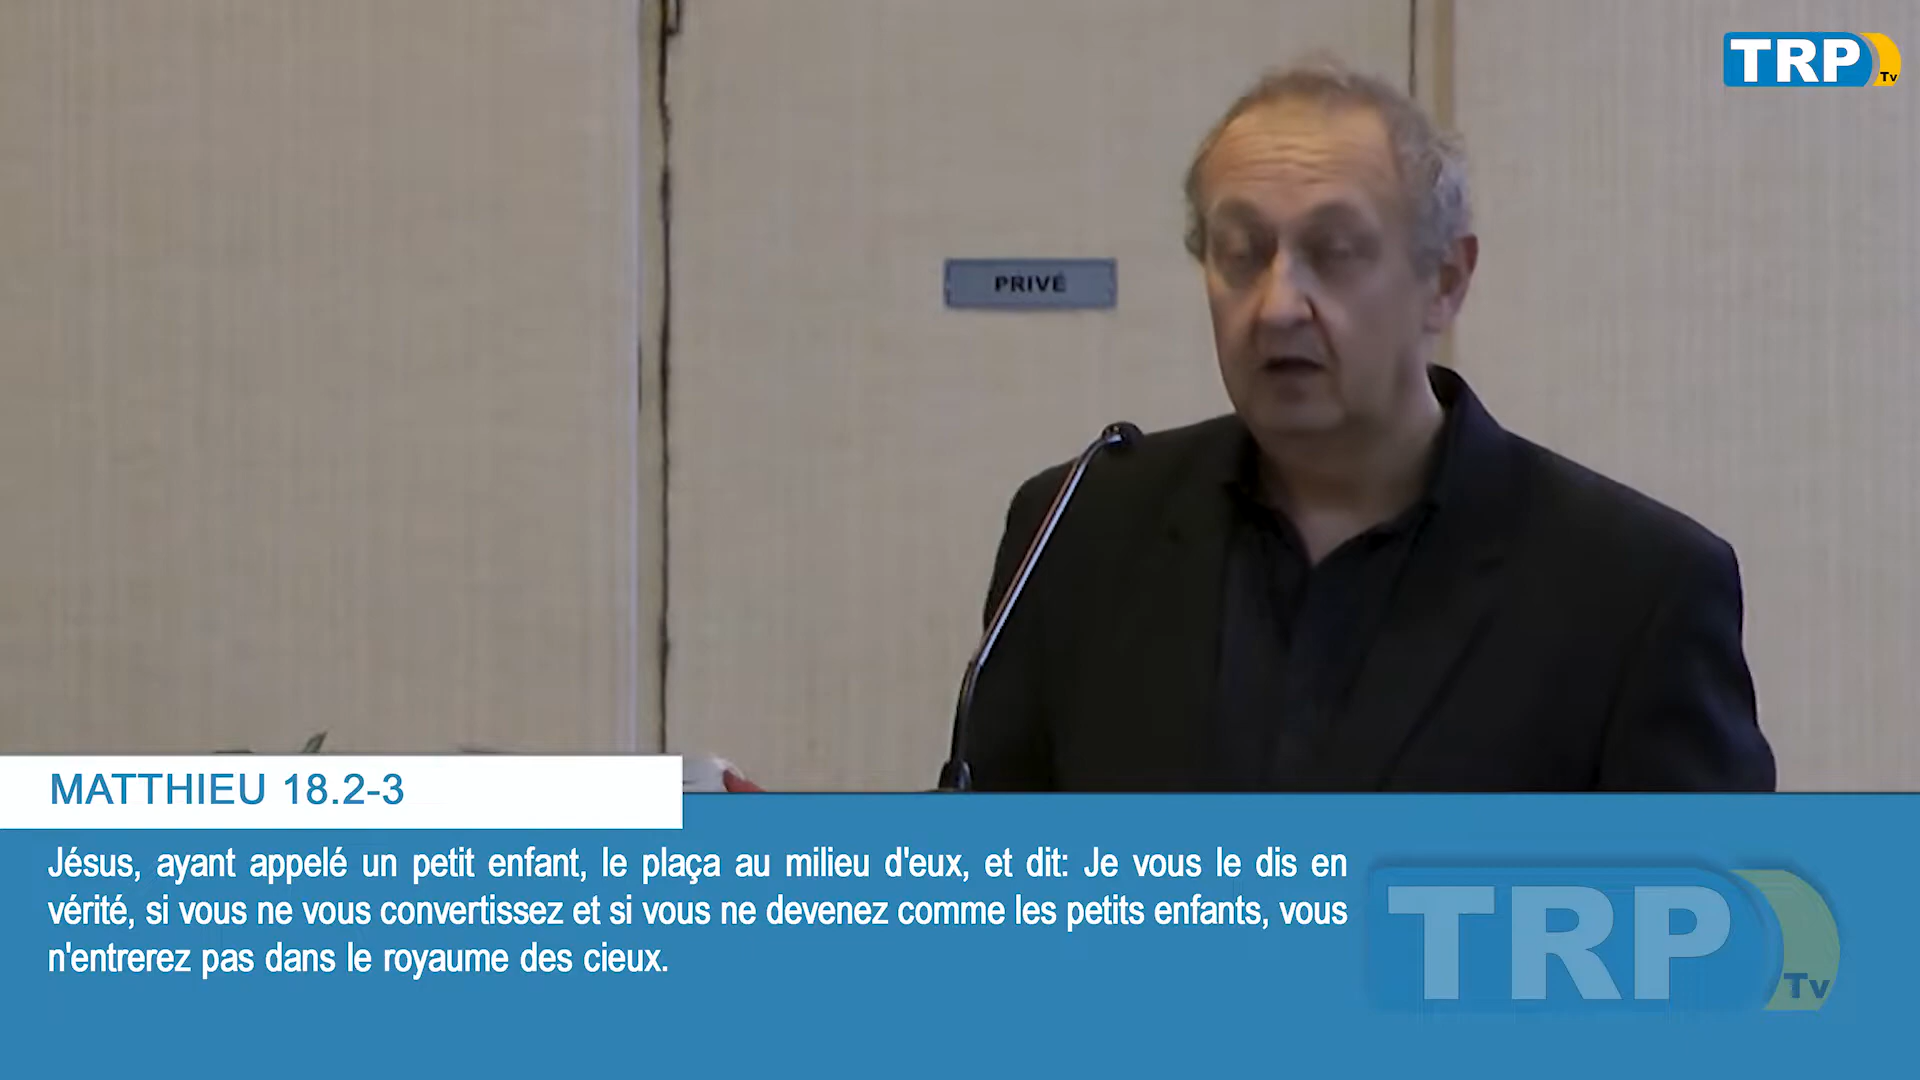 TRP Tv
PRIVÉ
MATTHIEU 18.2-3
Jésus, ayant appelé un petit enfant, le plaça au milieu d'eux, et dit: Je vous le dis en
vérité, si vous ne vous convertissez et si vous ne devenez comme les petits enfants, vous
n'entrerez pas dans le royaume des cieux.
TRP Tv